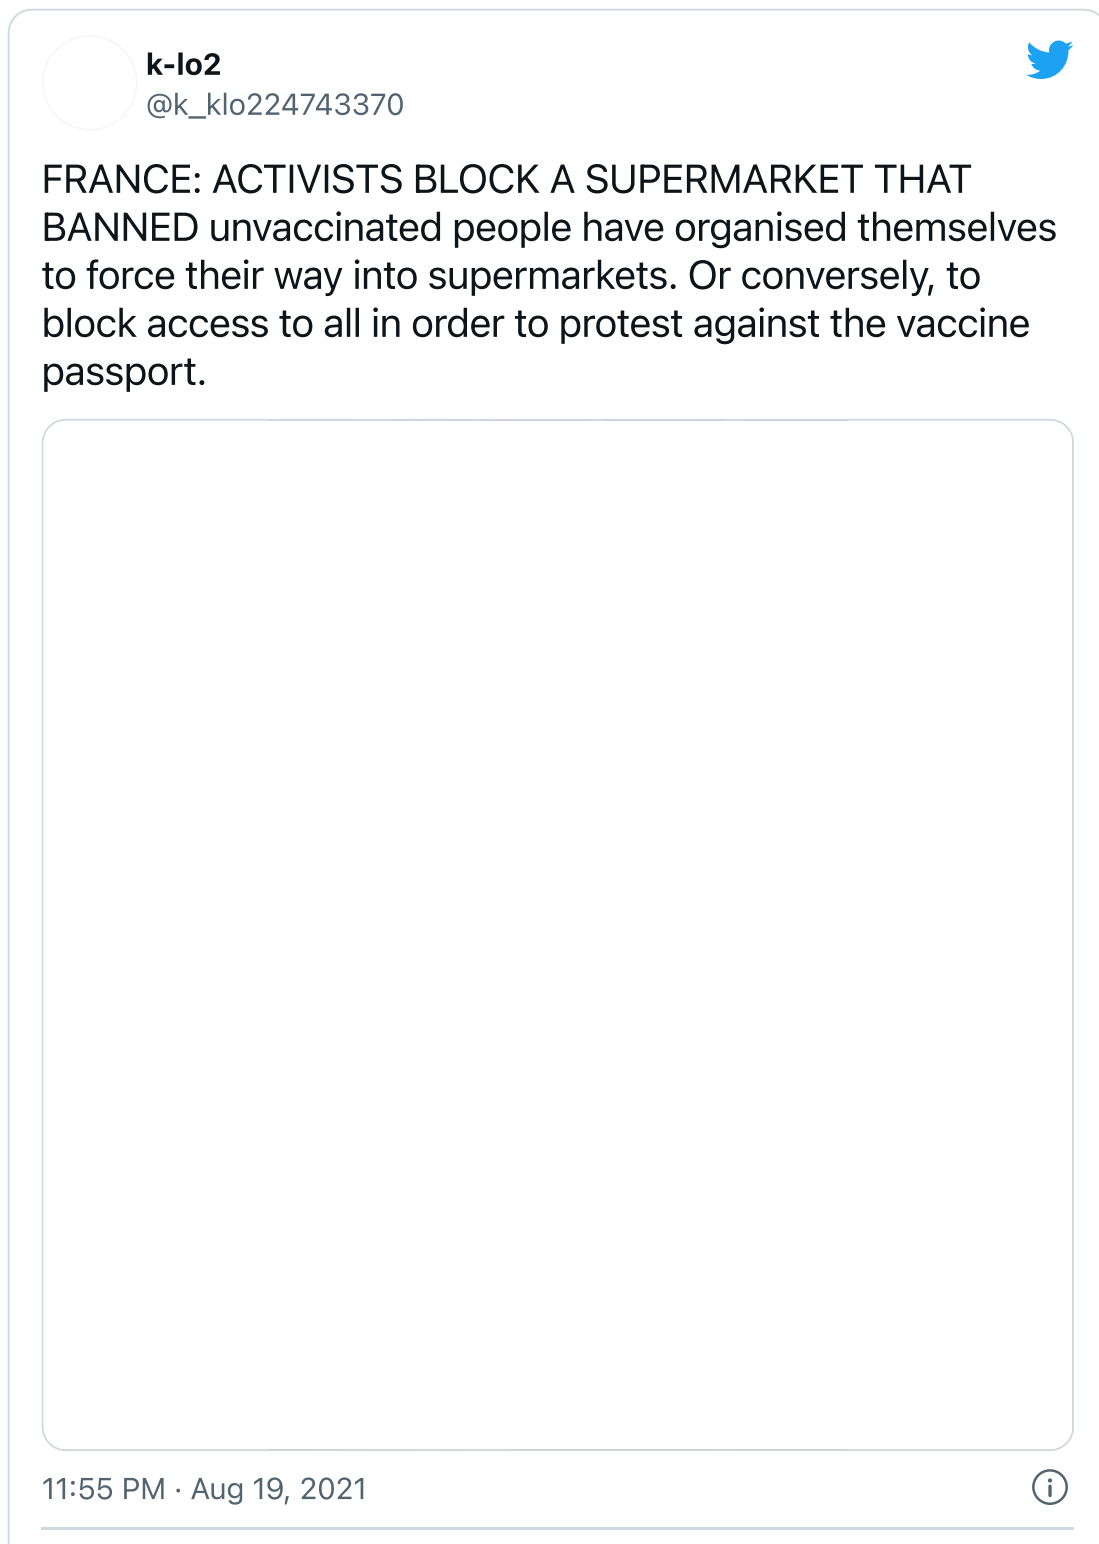 k-lo2
@k_klo224743370
FRANCE: ACTIVISTS BLOCK A SUPERMARKET THAT
BANNED unvaccinated people have organised themselves
to force their way into supermarkets. Or conversely, to
block access to all in order to protest against the vaccine
passport.
11:55 PM · Aug 19, 2021